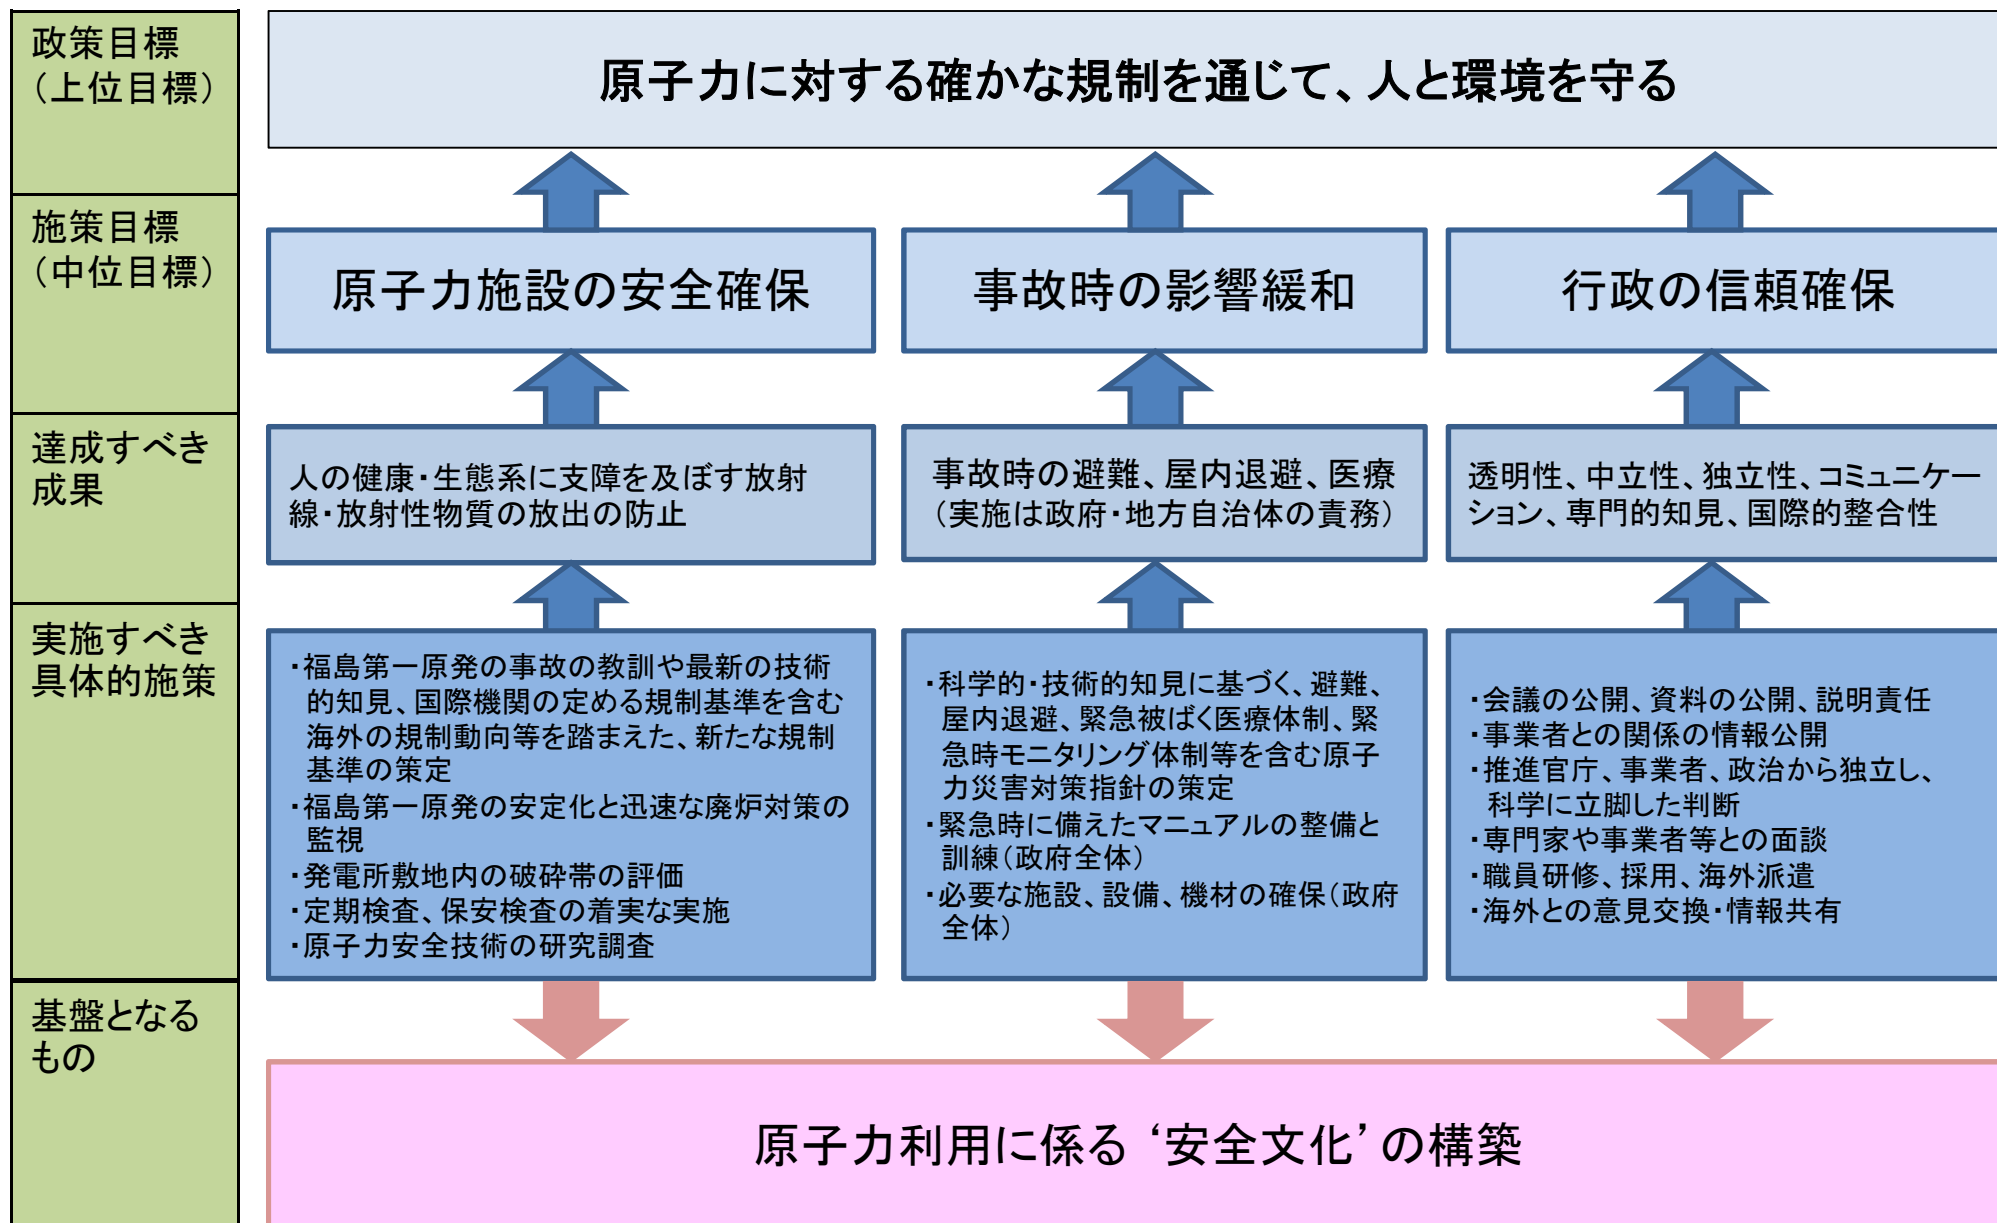 政策目標
（上位目標）
原子力に対する確かな規制を通じて、人と環境を守る
施策目標
（中位目標）
原子力施設の安全確保
事故時の影響緩和
行政の信頼確保
達成すべき
成果
人の健康・生態系に支障を及ぼす放射
線・放射性物質の放出の防止
事故時の避難、屋内退避、医療
（実施は政府・地方自治体の責務）
透明性、中立性、独立性、コミュニケー
ション、専門的知見、国際的整合性
実施すべき
具体的施策
・福島第一原発の事故の教訓や最新の技術
的知見、国際機関の定める規制基準を含む
海外の規制動向等を踏まえた、新たな規制
基準の策定
・福島第一原発の安定化と迅速な廃炉対策の
監視
・発電所敷地内の破砕帯の評価
・定期検査、保安検査の着実な実施
・原子力安全技術の研究調査
・科学的・技術的知見に基づく、避難、
屋内退避、緊急被ばく医療体制、緊
急時モニタリング体制等を含む原子
力災害対策指針の策定
・緊急時に備えたマニュアルの整備と
訓練（政府全体）
・必要な施設、設備、機材の確保（政府
全体）
・会議の公開、資料の公開、説明責任
・事業者との関係の情報公開
・推進官庁、事業者、政治から独立し、
科学に立脚した判断
・専門家や事業者等との面談
・職員研修、採用、海外派遣
・海外との意見交換・情報共有
基盤となる
もの
原子力利用に係る ‘安全文化’ の構築